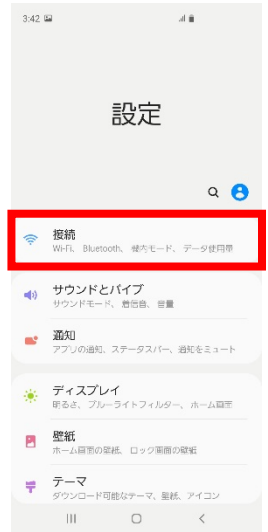 3:42
設定
接続
Wi-Fi、 Bluetooth、 機内モード、 データ使用量
サウンドとバイブ
サウンドモード、 着信音、 音量
通知
アプリの通知、 ステータスバー、 通知をミュート
ディスプレイ
明るさ、 ブルーライトフィルター、 ホーム画面
壁紙
ホーム画面の壁紙、 ロック画面の壁紙
テーマ
ダウンロード可能なテーマ、 壁紙、 アイコン